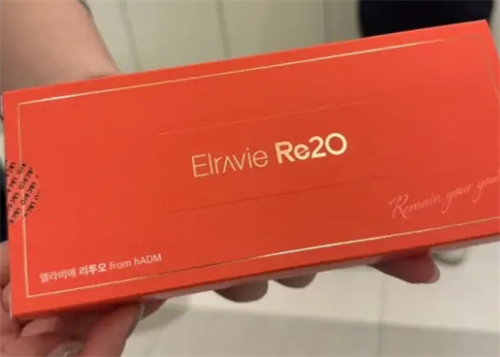 Elravie Re2O
Remain your you
엘라비에 리투오 from hADM